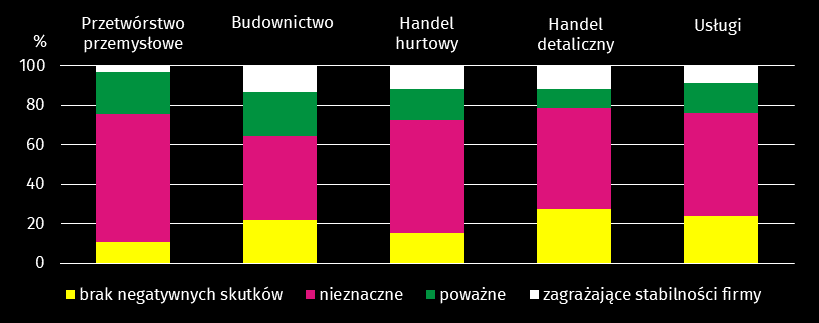 Przetwórstwo
przemysłowe
Budownictwo
Handel
hurtowy
Handel
detaliczny
Usługi
%
100
80
60
40
20
0
brak negatywnych skutków
nieznaczne
poważne
zagrażające stabilności firmy